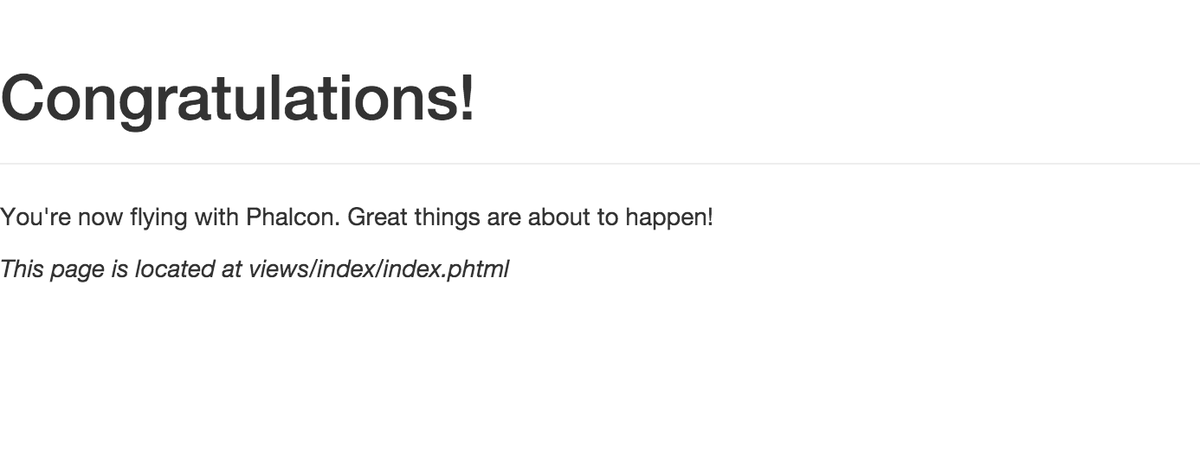 Congratulations!
You're now flying with Phalcon. Great things are about to happen!
This page is located at views/index/index.phtml